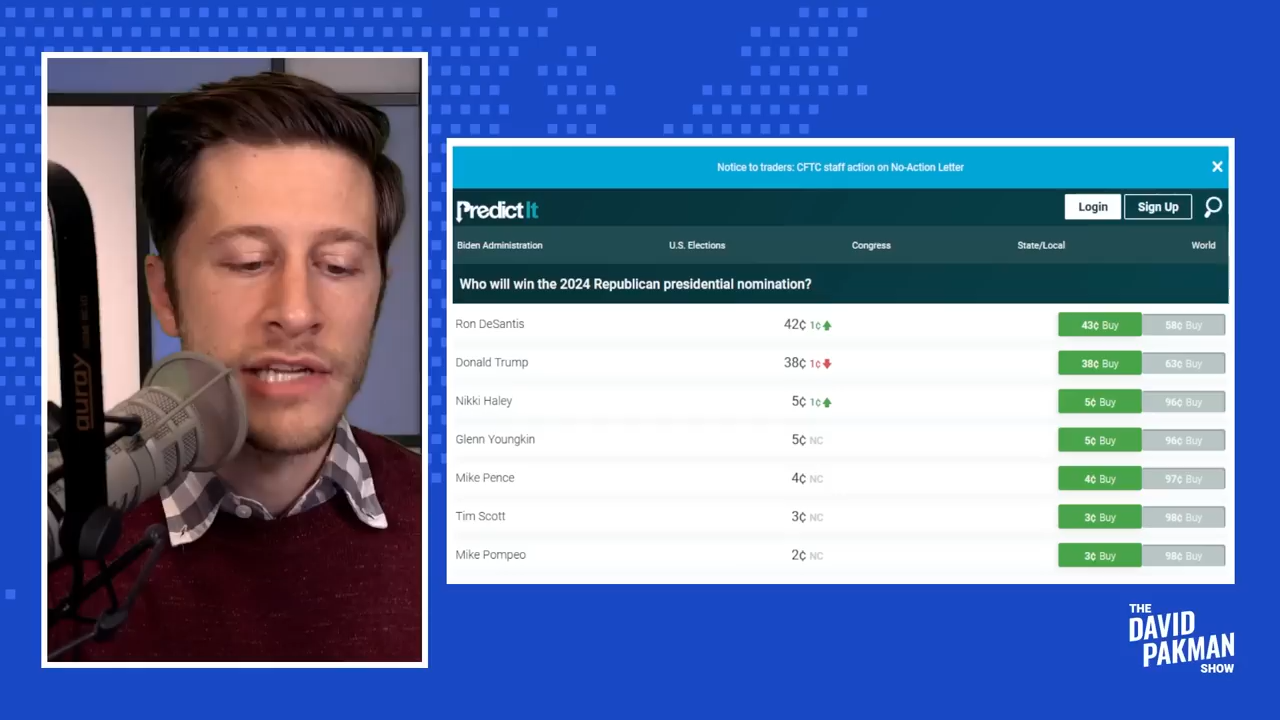 Notice to traders: CFTC staff action on No-Action Letter ×
PredictIt Login Sign Up
Biden Administration U.S. Elections Congress State/Local World
Who will win the 2024 Republican presidential nomination?
Ron DeSantis 42¢ 1¢ 43¢ Buy 58¢ Buy
Donald Trump 38¢ 1¢ 38¢ Buy 63¢ Buy
Nikki Haley 5¢ 1¢ 5¢ Buy 96¢ Buy
Glenn Youngkin 5¢ NC 5¢ Buy 96¢ Buy
Mike Pence 4¢ NC 4¢ Buy 97¢ Buy
Tim Scott 3¢ NC 3¢ Buy 98¢ Buy
Mike Pompeo 2¢ NC 3¢ Buy 98¢ Buy
auray
THE
DAVID
PAKMAN
SHOW